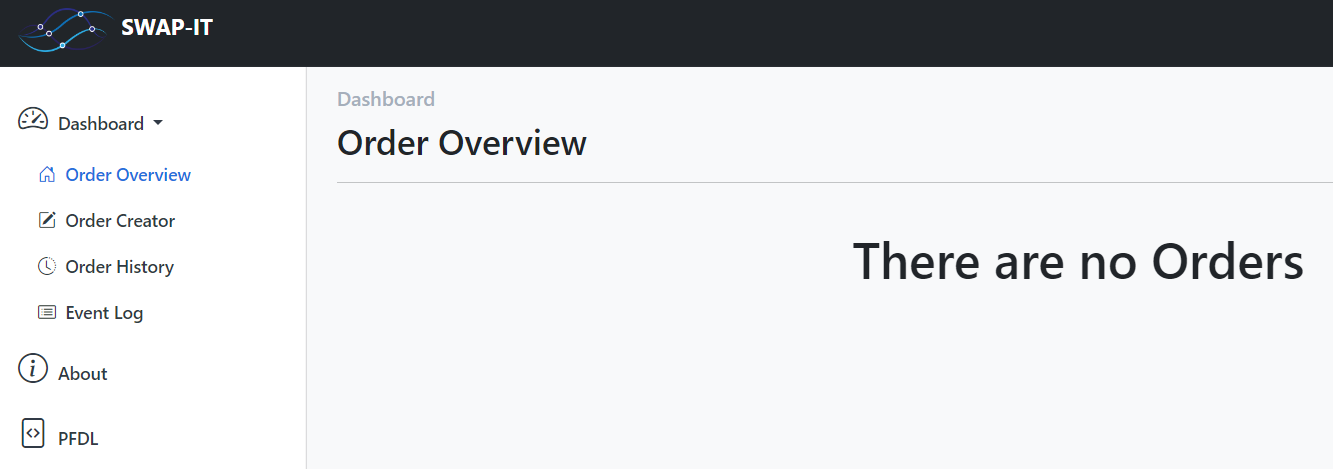 SWAP-IT
Dashboard
Order Overview
Order Creator
Order History
Event Log
About
PFDL
Dashboard
Order Overview
There are no Orders